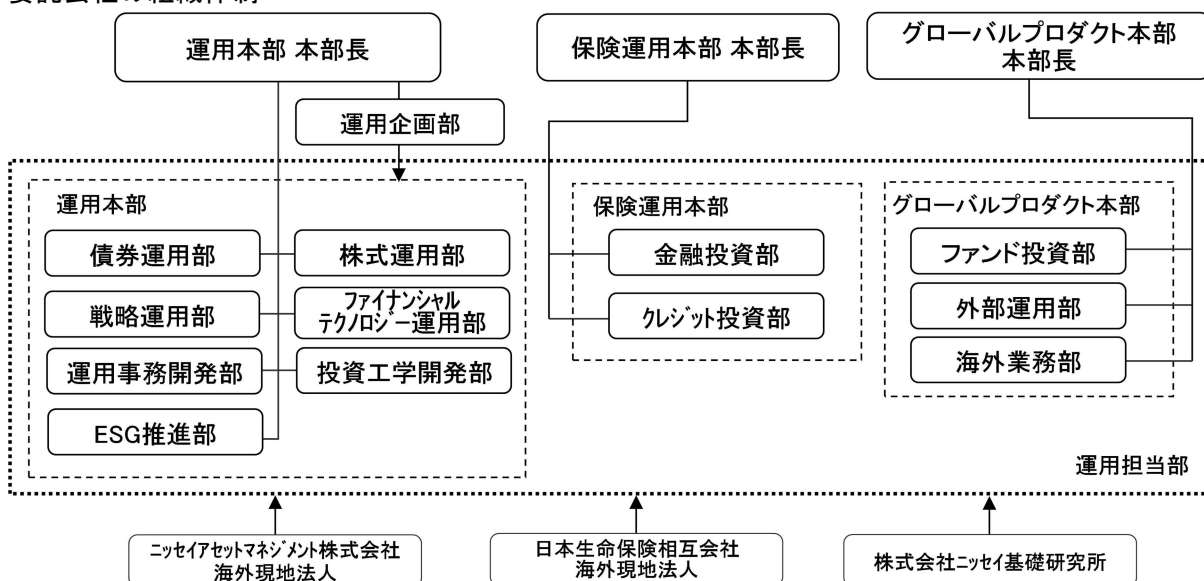 運用本部 本部長
保険運用本部 本部長
グローバルプロダクト本部
本部長
運用企画部
運用本部
債券運用部
株式運用部
戦略運用部
ファイナンシャル
テクノロジー運用部
運用事務開発部
投資工学開発部
ESG推進部
保険運用本部
金融投資部
クレジット投資部
グローバルプロダクト本部
ファンド投資部
外部運用部
海外業務部
運用担当部
ニッセイアセットマネジメント株式会社
海外現地法人
日本生命保険相互会社
海外現地法人
株式会社ニッセイ基礎研究所